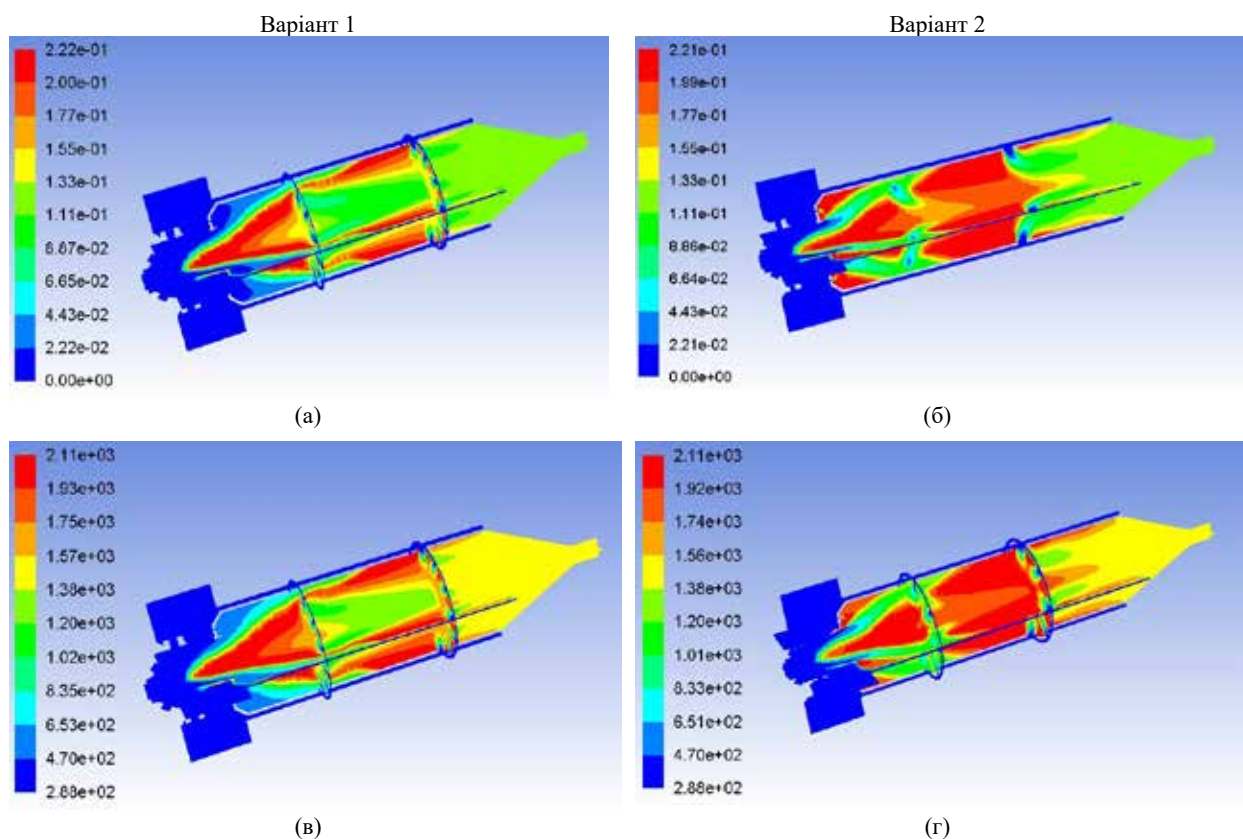 Варіант 1
Варіант 2
2.22e-01
2.00e-01
1.77e-01
1.55e-01
1.33e-01
1.11e-01
8.87e-02
6.65e-02
4.43e-02
2.22e-02
0.00e+00
2.21e-01
1.99e-01
1.77e-01
1.55e-01
1.33e-01
1.11e-01
8.86e-02
6.64e-02
4.43e-02
2.21e-02
0.00e+00
(а)
(б)
2.11e+03
1.93e+03
1.75e+03
1.57e+03
1.38e+03
1.20e+03
1.02e+03
8.35e+02
6.53e+02
4.70e+02
2.88e+02
2.11e+03
1.92e+03
1.74e+03
1.56e+03
1.38e+03
1.20e+03
1.01e+03
8.33e+02
6.51e+02
4.70e+02
2.88e+02
(в)
(г)